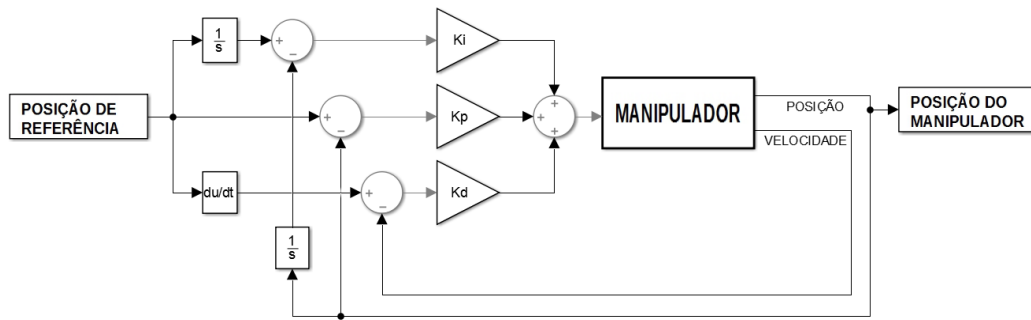 1
s
Ki
POSIÇÃO DE
REFERÊNCIA
Kp
MANIPULADOR
POSIÇÃO
VELOCIDADE
POSIÇÃO DO
MANIPULADOR
du/dt
Kd
1
s